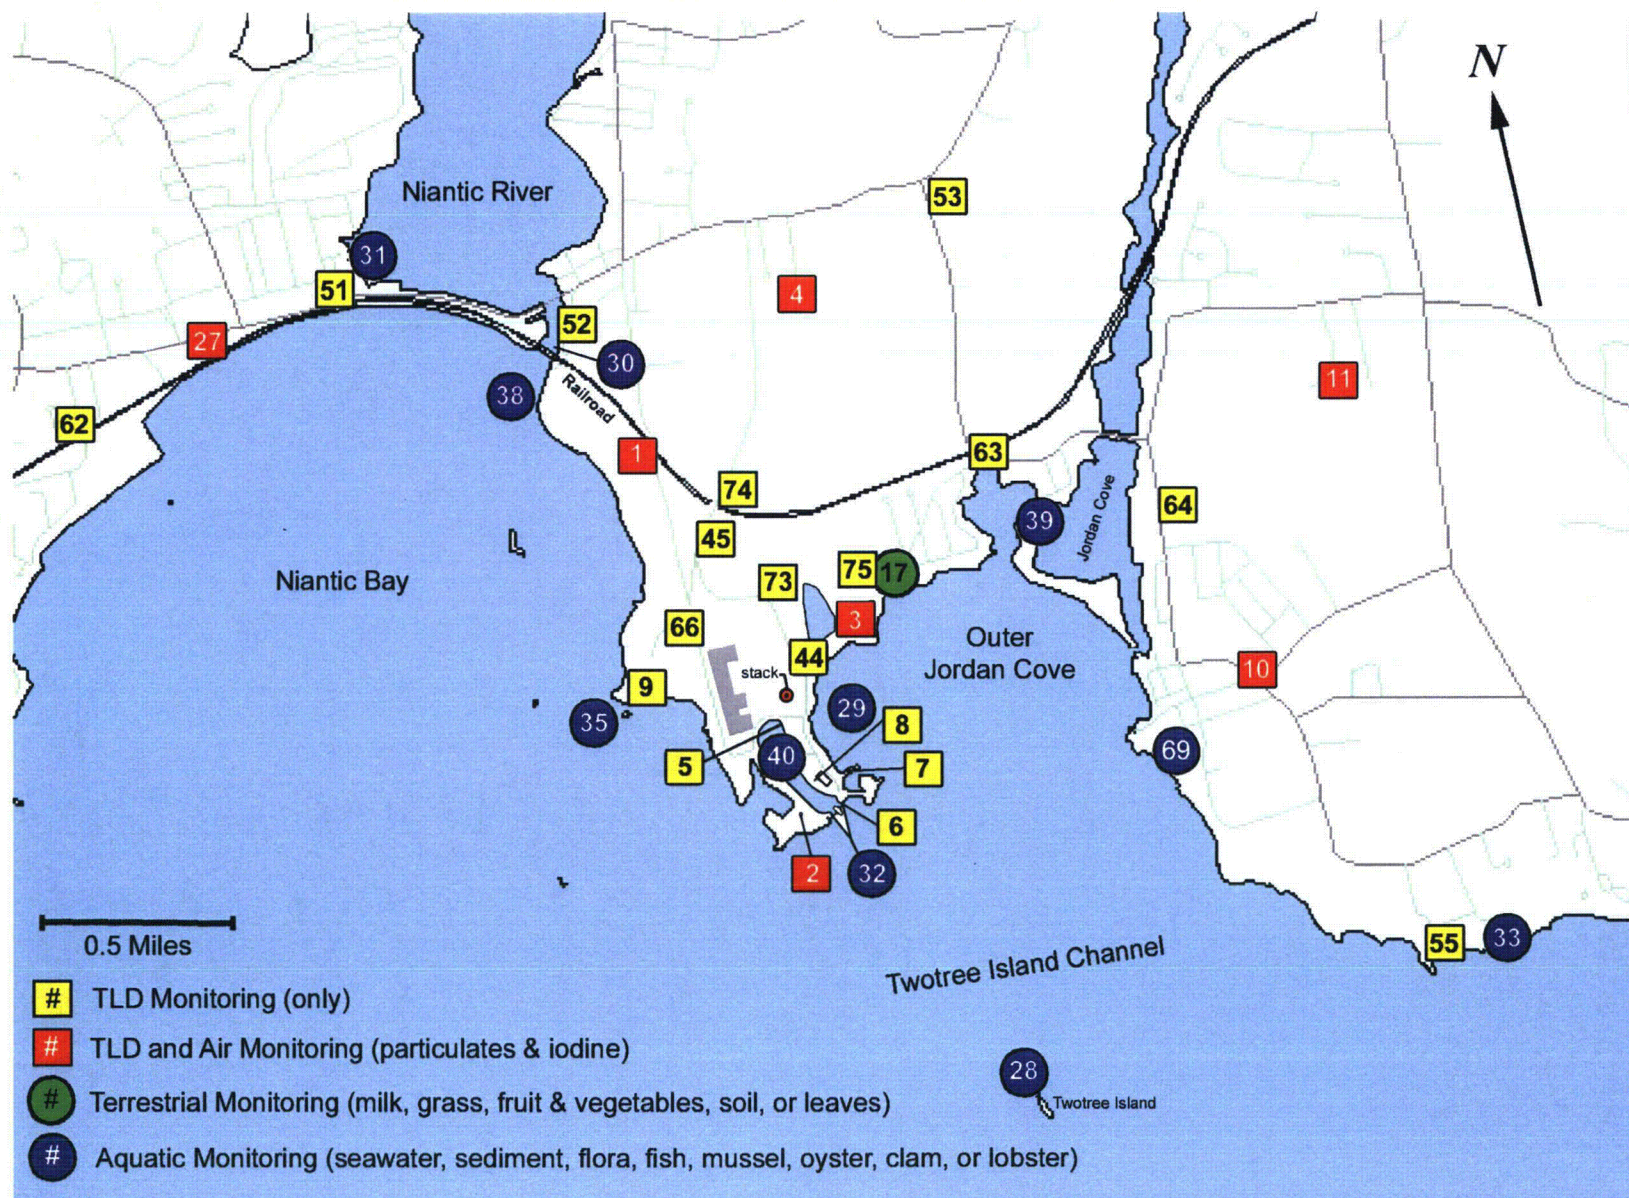 N
Niantic River
53
31
51
4
52
27
30
11
38
Railroad
62
1
63
74
64
39
Jordan Cove
45
Niantic Bay
73
75
17
3
66
Outer
Jordan Cove
44
10
stack
9
29
35
8
69
40
5
7
6
2
32
0.5 Miles
55
33
Twotree Island Channel
# TLD Monitoring (only)
# TLD and Air Monitoring (particulates & iodine)
28
# Terrestrial Monitoring (milk, grass, fruit & vegetables, soil, or leaves)
Twotree Island
# Aquatic Monitoring (seawater, sediment, flora, fish, mussel, oyster, clam, or lobster)